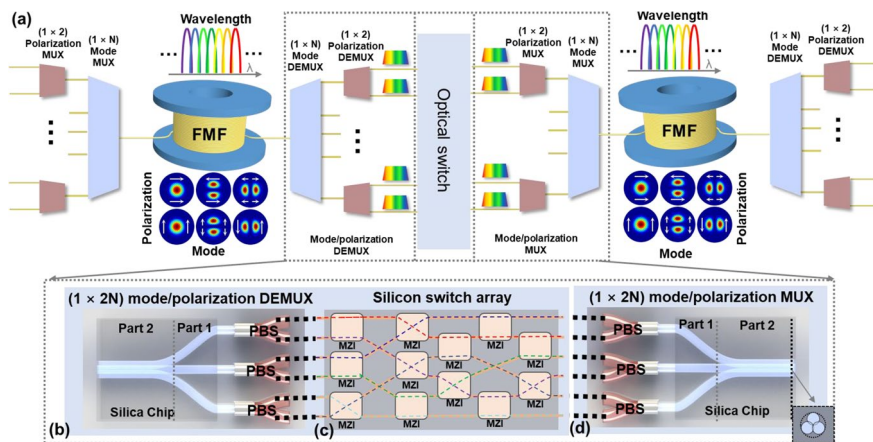 (a)
(1 × 2)
Polarization
MUX
(1 × N)
Mode
MUX
Wavelength
λ
FMF
Polarization
Mode
(1 × N)
Mode
DEMUX
(1 × 2)
Polarization
DEMUX
Mode/polarization
DEMUX
Optical switch
(1 × 2)
Polarization
MUX
(1 × N)
Mode
MUX
Mode/polarization
MUX
Wavelength
λ
FMF
Polarization
Mode
(1 × N)
Mode
DEMUX
(1 × 2)
Polarization
DEMUX
(1 × 2N) mode/polarization DEMUX
Part 2
Part 1
PBS
PBS
PBS
Silica Chip
(b)
Silicon switch array
MZI
MZI
MZI
MZI
MZI
MZI
MZI
MZI
MZI
MZI
MZI
MZI
MZI
MZI
(c)
(1 × 2N) mode/polarization MUX
PBS
PBS
PBS
Part 1
Part 2
Silica Chip
(d)